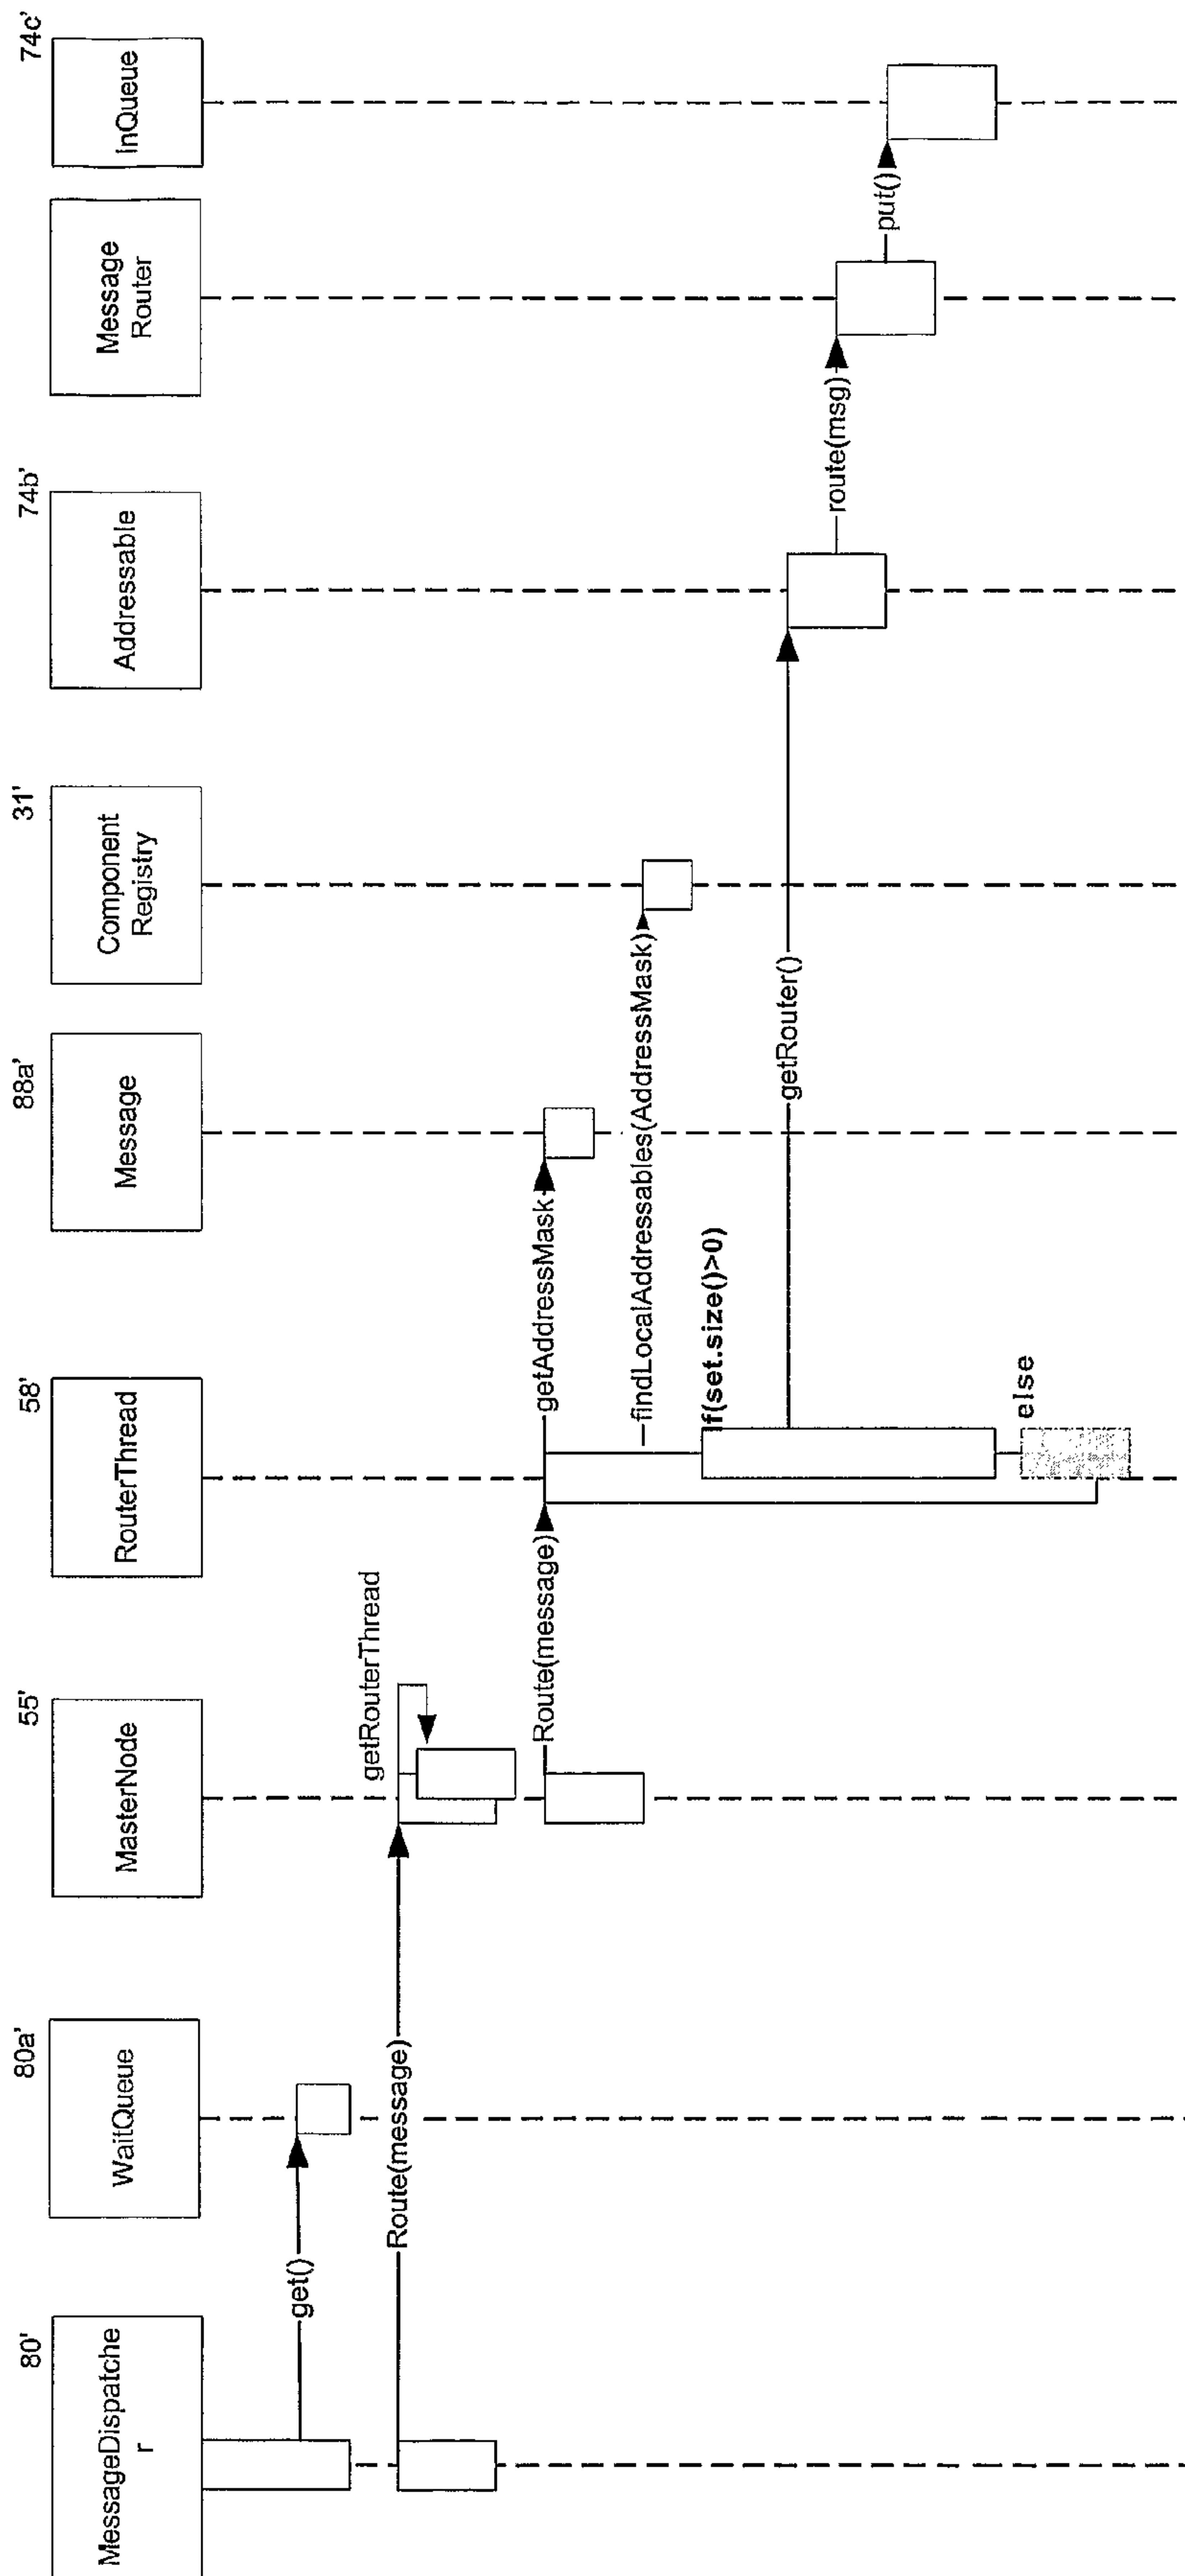 80'
80a'
55'
58'
88a'
31'
74b'
74c'
MessageDispatche
r
WaitQueue
MasterNode
RouterThread
Message
Component
Registry
Addressable
Message
Router
inQueue
get()
Route(message)
getRouterThread
Route(message)
getAddressMask
findLocalAddressables(AddressMask)
if(set.size()>0)
getRouter()
route(msg)
put()
else